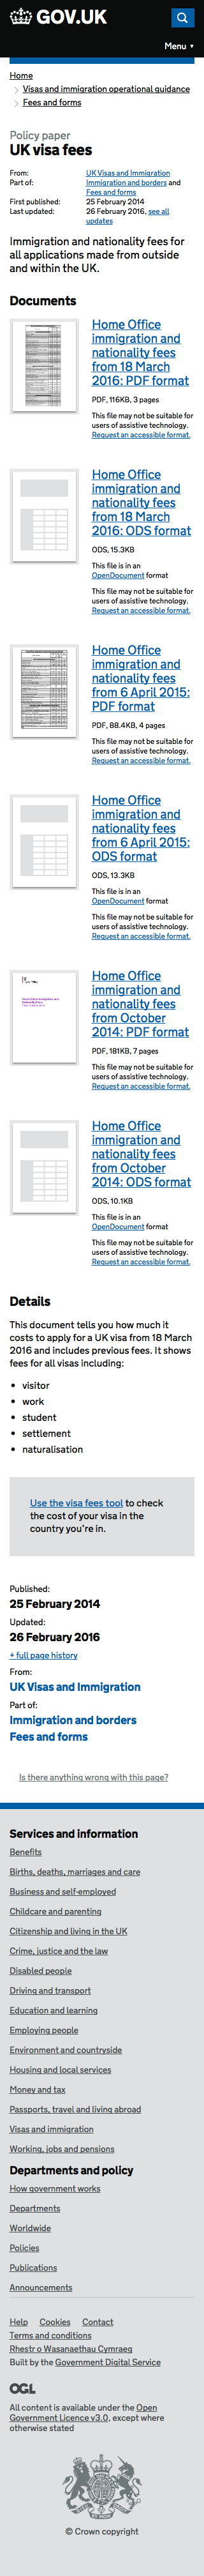 GOV.UK
Menu ▼
Home
Visas and immigration operational guidance
Fees and forms
Policy paper
UK visa fees
From: UK Visas and Immigration
Part of: Immigration and borders and
Fees and forms
First published: 25 February 2014
Last updated: 26 February 2016, see all
updates
Immigration and nationality fees for
all applications made from outside
and within the UK.
Documents
Home Office
immigration and
nationality fees
from 18 March
2016: PDF format
PDF, 116KB, 3 pages
This file may not be suitable for
users of assistive technology.
Request an accessible format.
Home Office
immigration and
nationality fees
from 18 March
2016: ODS format
ODS, 15.3KB
This file is in an
OpenDocument format
This file may not be suitable for
users of assistive technology.
Request an accessible format.
Home Office
immigration and
nationality fees
from 6 April 2015:
PDF format
PDF, 88.4KB, 4 pages
This file may not be suitable for
users of assistive technology.
Request an accessible format.
Home Office
immigration and
nationality fees
from 6 April 2015:
ODS format
ODS, 13.3KB
This file is in an
OpenDocument format
This file may not be suitable for
users of assistive technology.
Request an accessible format.
Home Office
immigration and
nationality fees
from October
2014: PDF format
PDF, 181KB, 7 pages
This file may not be suitable for
users of assistive technology.
Request an accessible format.
Home Office
immigration and
nationality fees
from October
2014: ODS format
ODS, 10.1KB
This file is in an
OpenDocument format
This file may not be suitable for
users of assistive technology.
Request an accessible format.
Details
This document tells you how much it
costs to apply for a UK visa from 18 March
2016 and includes previous fees. It shows
fees for all visas including:
• visitor
• work
• student
• settlement
• naturalisation
Use the visa fees tool to check
the cost of your visa in the
country you're in.
Published:
25 February 2014
Updated:
26 February 2016
+ full page history
From:
UK Visas and Immigration
Part of:
Immigration and borders
Fees and forms
Is there anything wrong with this page?
Services and information
Benefits
Births, deaths, marriages and care
Business and self-employed
Childcare and parenting
Citizenship and living in the UK
Crime, justice and the law
Disabled people
Driving and transport
Education and learning
Employing people
Environment and countryside
Housing and local services
Money and tax
Passports, travel and living abroad
Visas and immigration
Working, jobs and pensions
Departments and policy
How government works
Departments
Worldwide
Policies
Publications
Announcements
Help Cookies Contact
Terms and conditions
Rhestr o Wasanaethau Cymraeg
Built by the Government Digital Service
OGL
All content is available under the Open
Government Licence v3.0, except where
otherwise stated
© Crown copyright